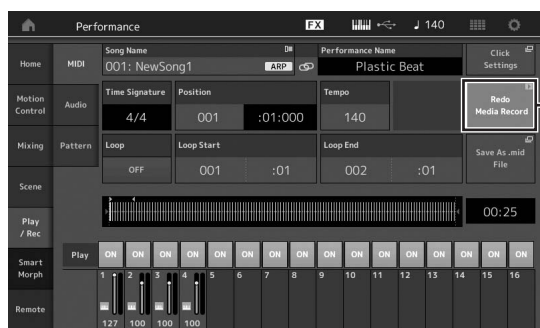 Performance FX ♩ 140
Home
Motion
Control
Mixing
Scene
Play
/ Rec
Smart
Morph
Remote
MIDI
Audio
Pattern
Song Name
001: NewSong1 ARP
Performance Name
Plastic Beat
Click
Settings
Time Signature
4/4
Position
001 :01:000
Tempo
140
Redo
Media Record
Loop
OFF
Loop Start
001 :01
Loop End
002 :01
Save As .mid
File
00:25
Play ON ON ON ON ON ON ON ON ON ON ON ON ON ON ON ON
1 2 3 4 5 6 7 8 9 10 11 12 13 14 15 16
127 100 100 100